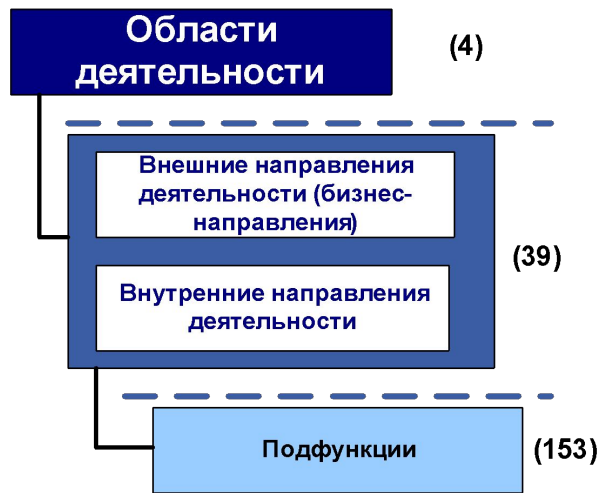 Области
деятельности
(4)
Внешние направления
деятельности (бизнес-
направления)
(39)
Внутренние направления
деятельности
Подфункции
(153)